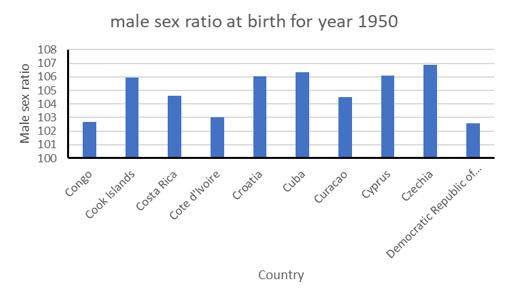 male sex ratio at birth for year 1950
Male sex ratio
108
107
106
105
104
103
102
101
100
Congo
Cook Islands
Costa Rica
Cote d'Ivoire
Croatia
Cuba
Curacao
Cyprus
Czechia
Democratic Republic of...
Country